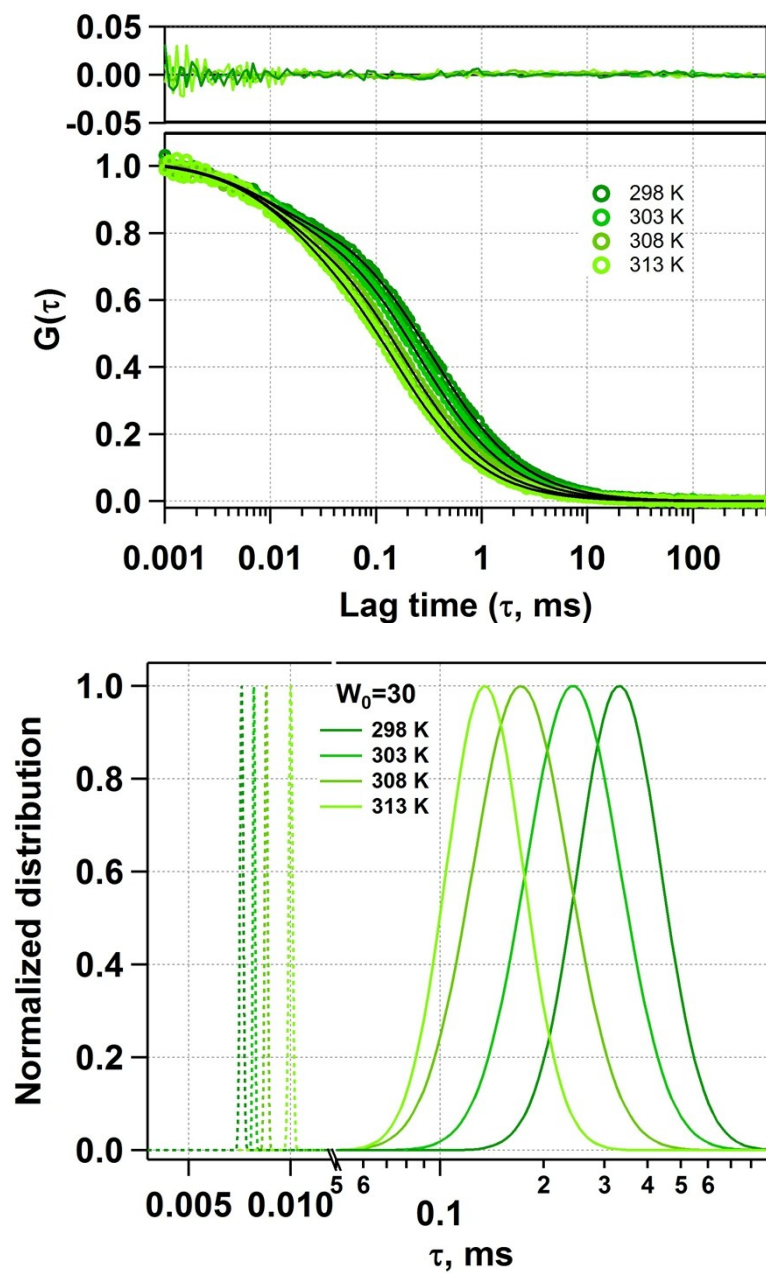 0.05
0.00
-0.05
1.0
0.8
0.6
0.4
0.2
0.0
G(τ)
298 K
303 K
308 K
313 K
0.001 0.01 0.1 1 10 100
Lag time (τ, ms)
1.0
0.8
0.6
0.4
0.2
0.0
Normalized distribution
W₀=30
298 K
303 K
308 K
313 K
5 6 2 3 4 5 6
0.005 0.010 0.1
τ, ms